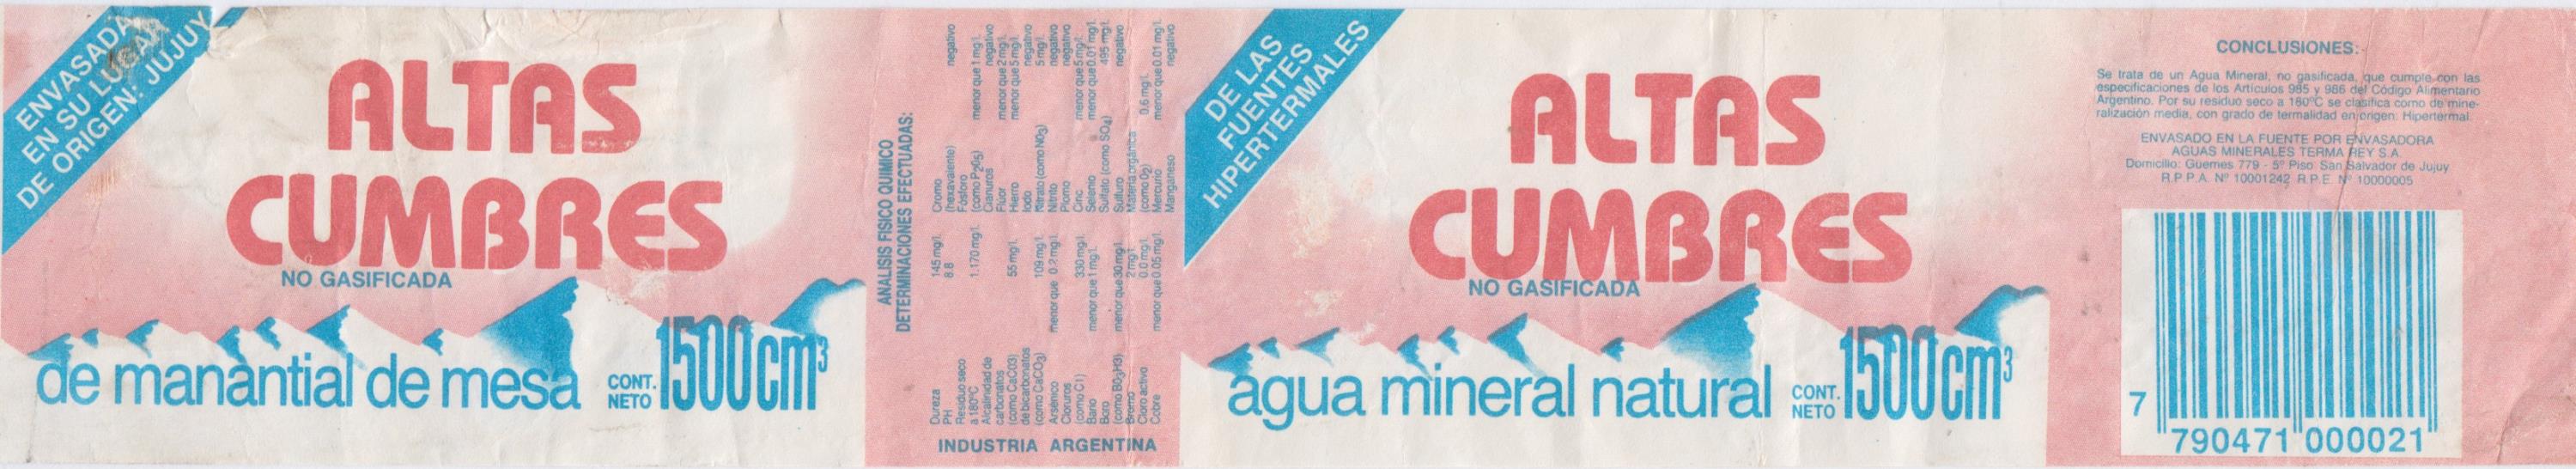 ENVASADA
EN SU LUGAR
DE ORIGEN: JUJUY
ALTAS
CUMBRES
NO GASIFICADA
de manantial de mesa
CONT.
NETO 1500 cm3
ANALISIS FISICO QUIMICO
DETERMINACIONES EFECTUADAS:
Dureza 145 mg/l.
PH 8.8
Residuo seco
a 180ºC 1.170 mg/l.
Alcalinidad de
carbonatos
(como CaCO3) 55 mg/l.
de bicarbonatos
(como CaCO3) 109 mg/l.
Arsénico menor que 0.2 mg/l.
Cloruros
(como C1) 330 mg/l.
Bario menor que 1 mg/l.
Boro
(como BO3H3) menor que 30 mg/l.
Bromo 2 mg/l.
Cloro activo 0.0 mg/l.
Cobre menor que 0.05 mg/l.
Cromo
(hexavalente) negativo
Fósforo
(como P2O5) menor que 1 mg/l.
Cianuros negativo
Flúor menor que 2 mg/l.
Hierro menor que 5 mg/l.
Iodo negativo
Nitrato (como NO3) 5 mg/l.
Nitrito negativo
Plomo negativo
Cinc menor que 5 mg/l.
Selenio menor que 0.01 mg/l.
Sulfato (como SO4) 495 mg/l.
Sulfuro negativo
Materia orgánica
(como O2) 0.6 mg/l.
Mercurio menor que 0.01 mg/l.
Manganeso negativo
INDUSTRIA ARGENTINA
DE LAS
FUENTES
HIPERTERMALES
ALTAS
CUMBRES
NO GASIFICADA
agua mineral natural
CONT.
NETO 1500 cm3
CONCLUSIONES:
Se trata de un Agua Mineral, no gasificada, que cumple con las
especificaciones de los Artículos 985 y 986 del Código Alimentario
Argentino. Por su residuo seco a 180ºC se clasifica como de mine-
ralización media, con grado de termalidad en origen: Hipertermal.
ENVASADO EN LA FUENTE POR ENVASADORA
AGUAS MINERALES TERMA REY S.A.
Domicilio: Güemes 779 - 5º Piso San Salvador de Jujuy
R.P.P.A. Nº 10001242 R.P.E. Nº 10000005
7 790471 000021